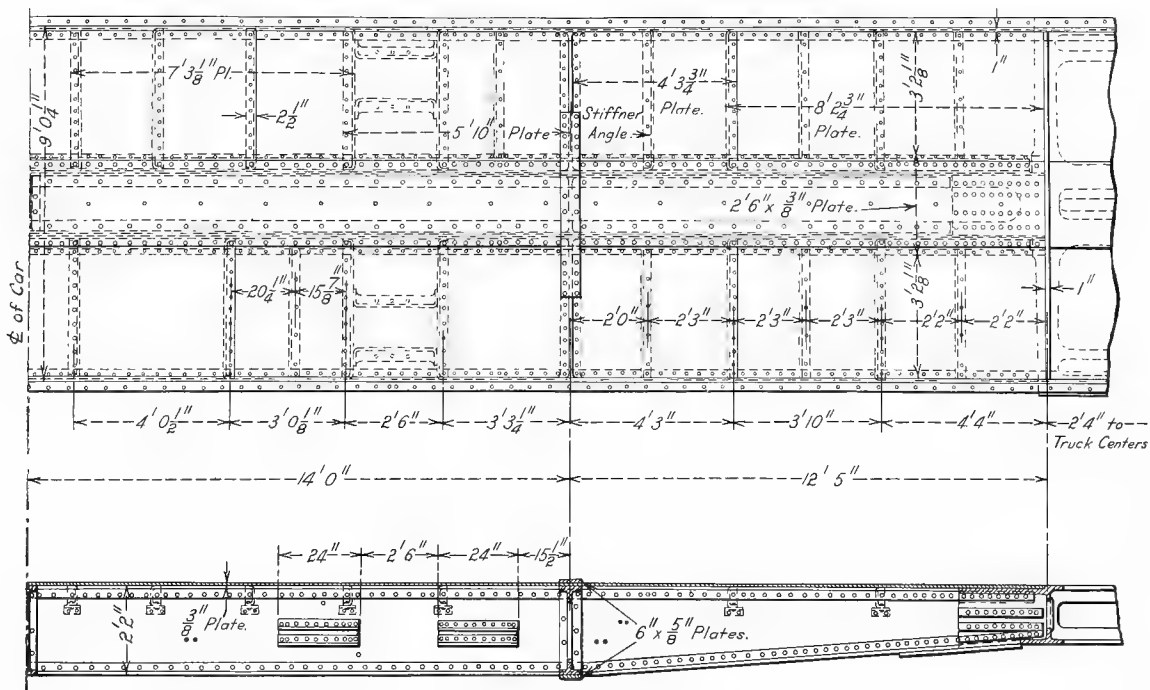 7'3 1/8" Pl.
1"
4'3 3/4"
Plate.
3'2 1/8"
8'2 3/4"
Plate.
9'0 1/4"
2 1/2"
5'10" Plate
Stiffner
Angle
2'6" x 3/8" Plate.
℄ of Car
20 1/4"
15 7/8"
3'2 1/8"
1"
2'0"
2'3"
2'3"
2'3"
2'2"
2'2"
4'0 1/2"
3'0 1/8"
2'6"
3'3 1/4"
4'3"
3'10"
4'4"
2'4" to
Truck Centers
14'0"
12'5"
24"
2'6"
24"
15 1/2"
2'2"
3/8"
Plate.
6" x 5/8" Plates.